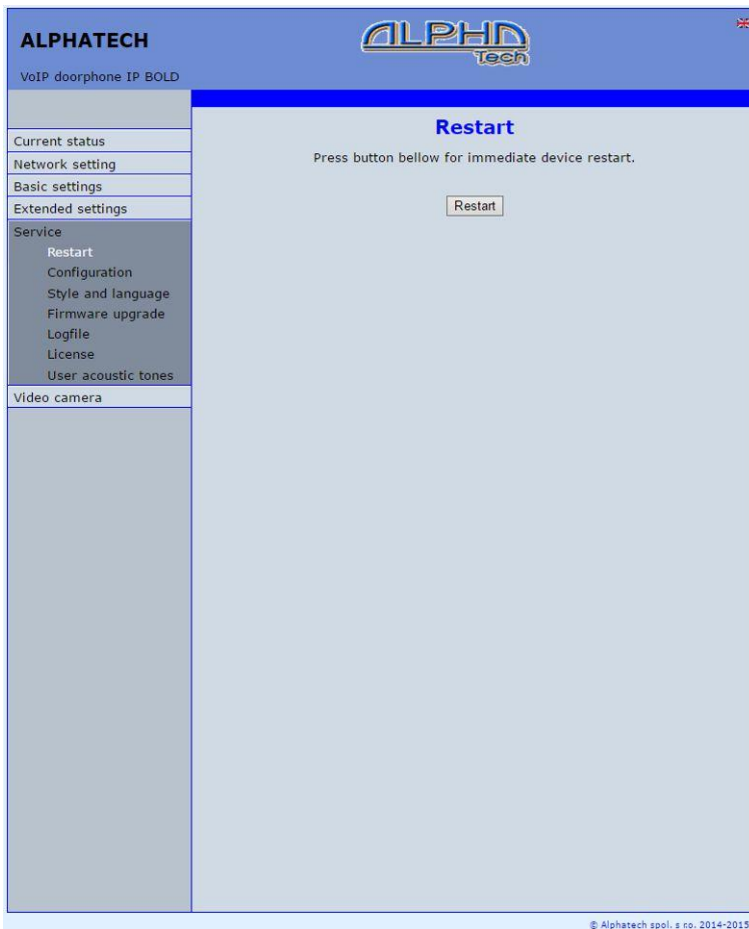 ALPHATECH
VoIP doorphone IP BOLD
ALPHA
Tech
Current status
Network setting
Basic settings
Extended settings
Service
Restart
Configuration
Style and language
Firmware upgrade
Logfile
License
User acoustic tones
Video camera
Restart
Press button bellow for immediate device restart.
Restart
© Alphatech spol. s r.o. 2014-2015